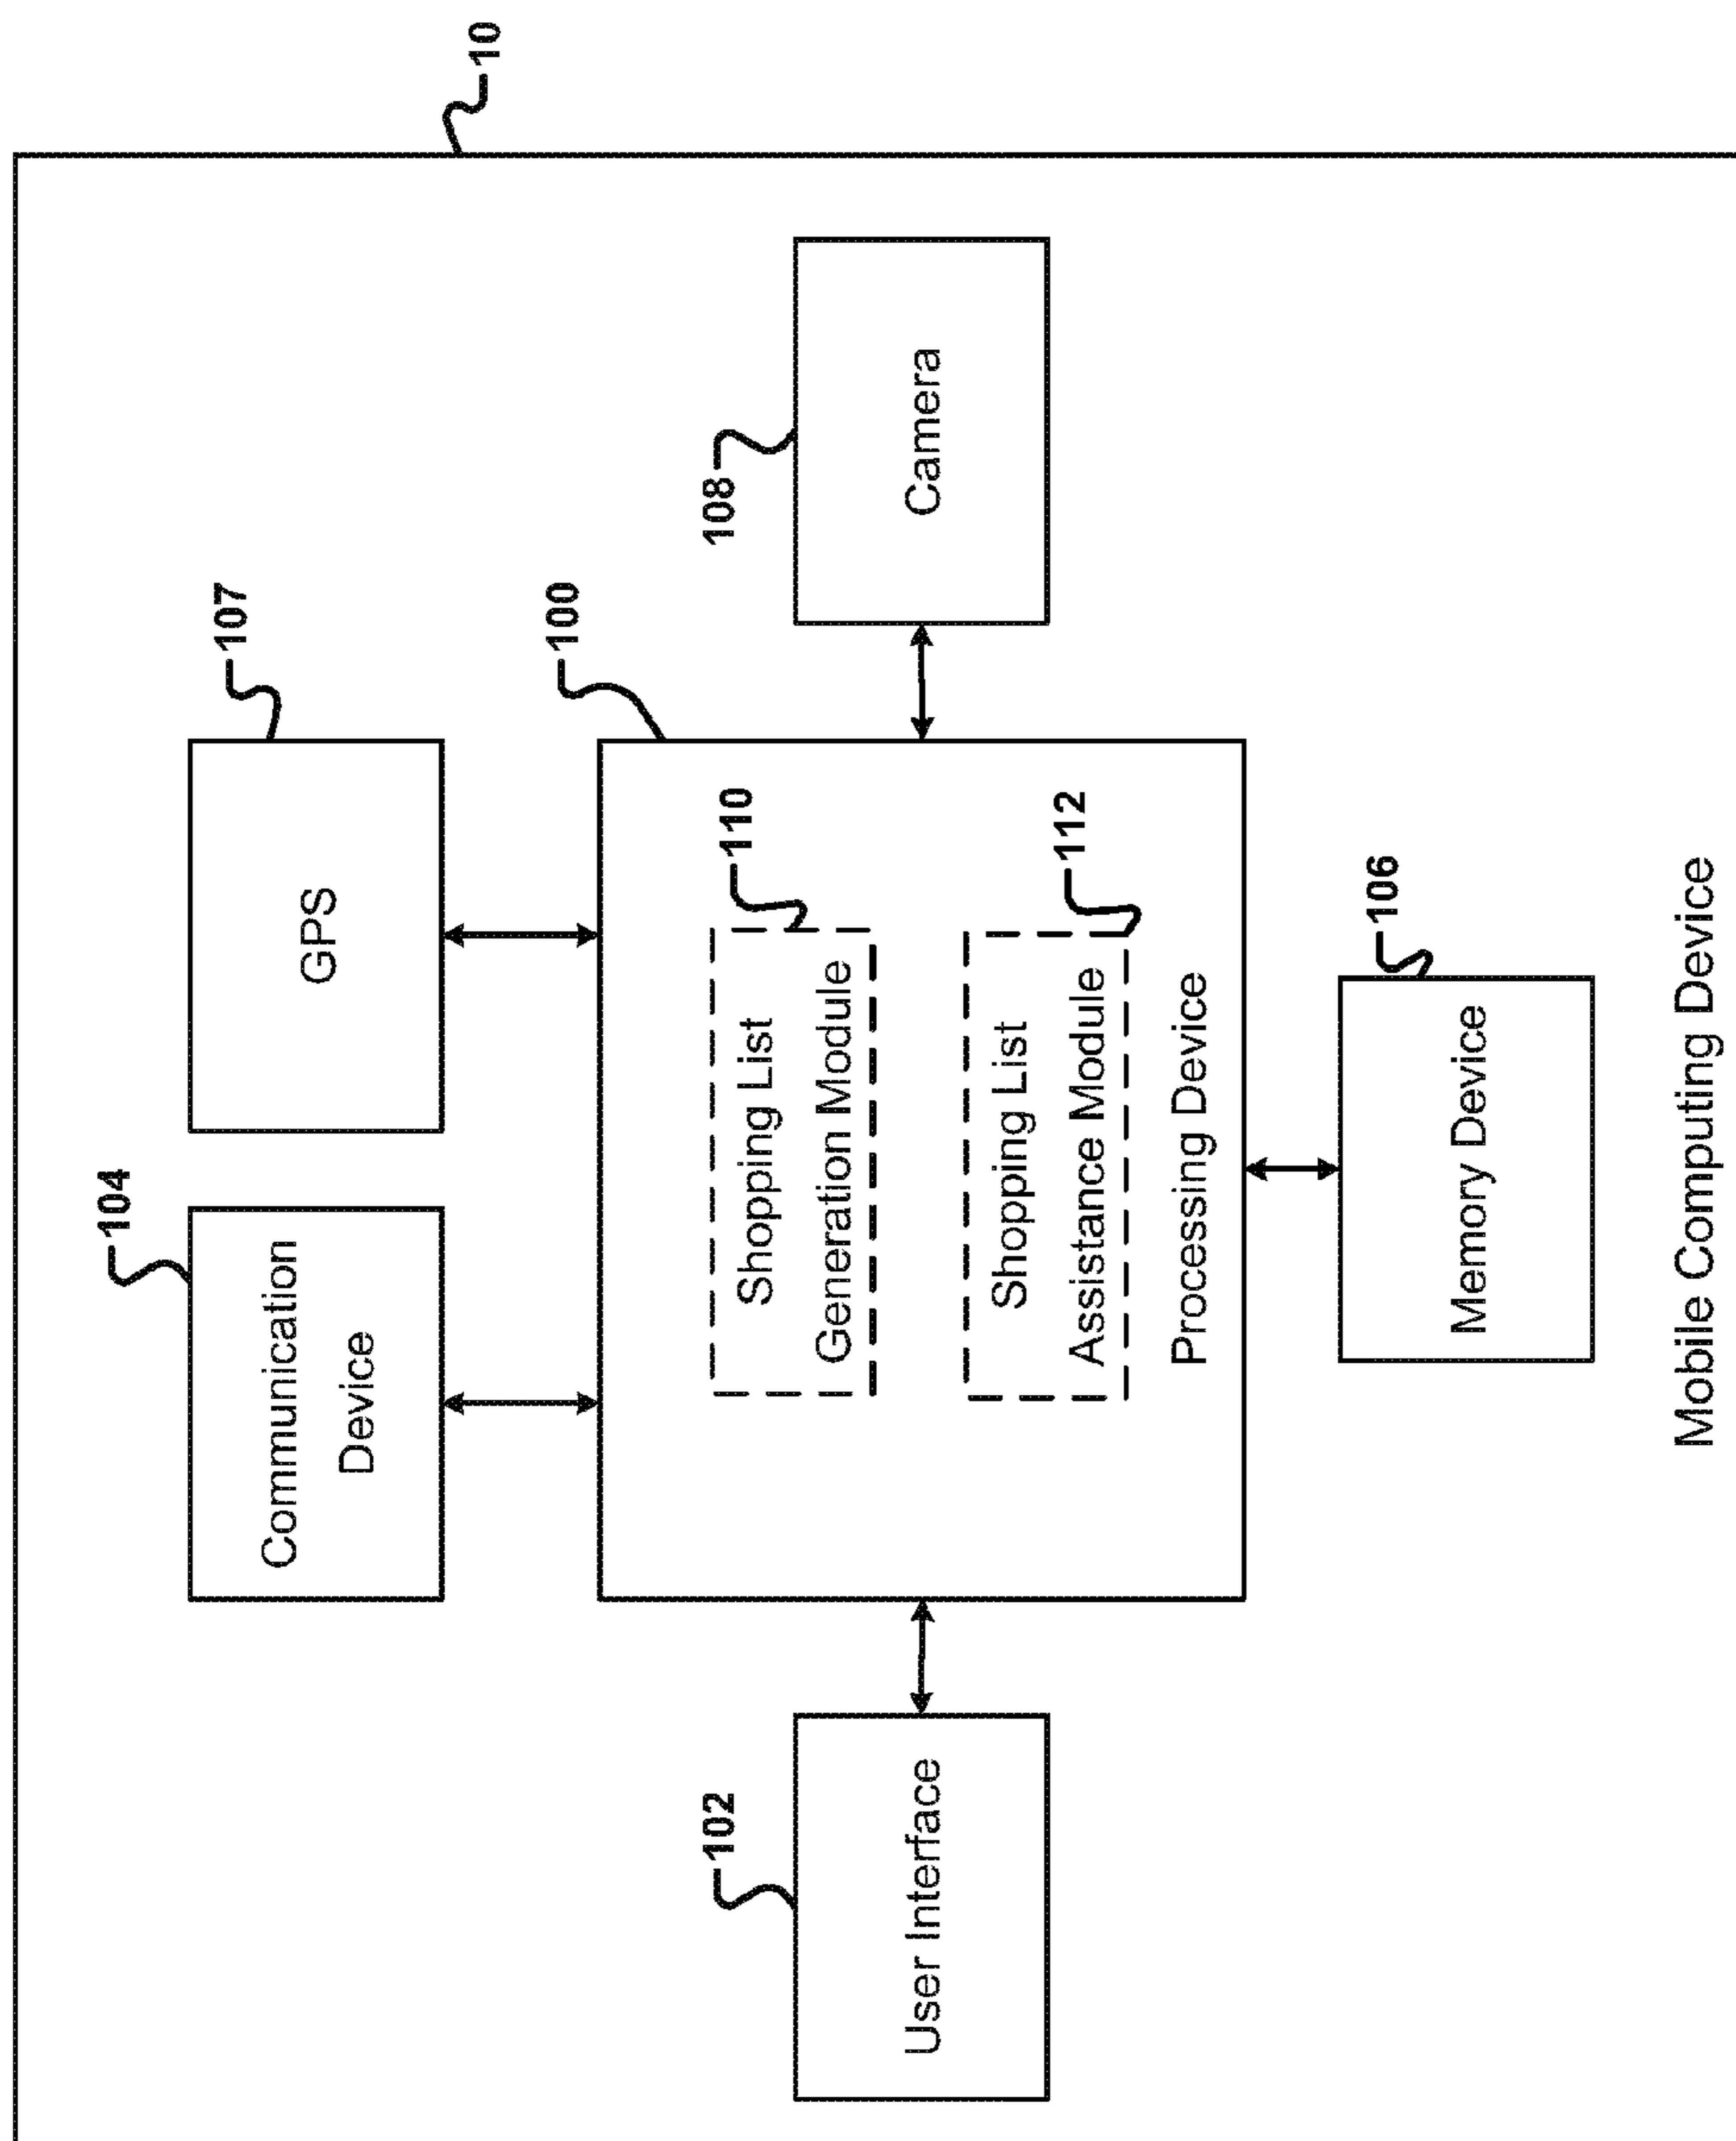 10
104
107
Communication
Device
GPS
100
102
108
110
Shopping List
Generation Module
User Interface
Camera
112
Shopping List
Assistance Module
Processing Device
106
Memory Device
Mobile Computing Device